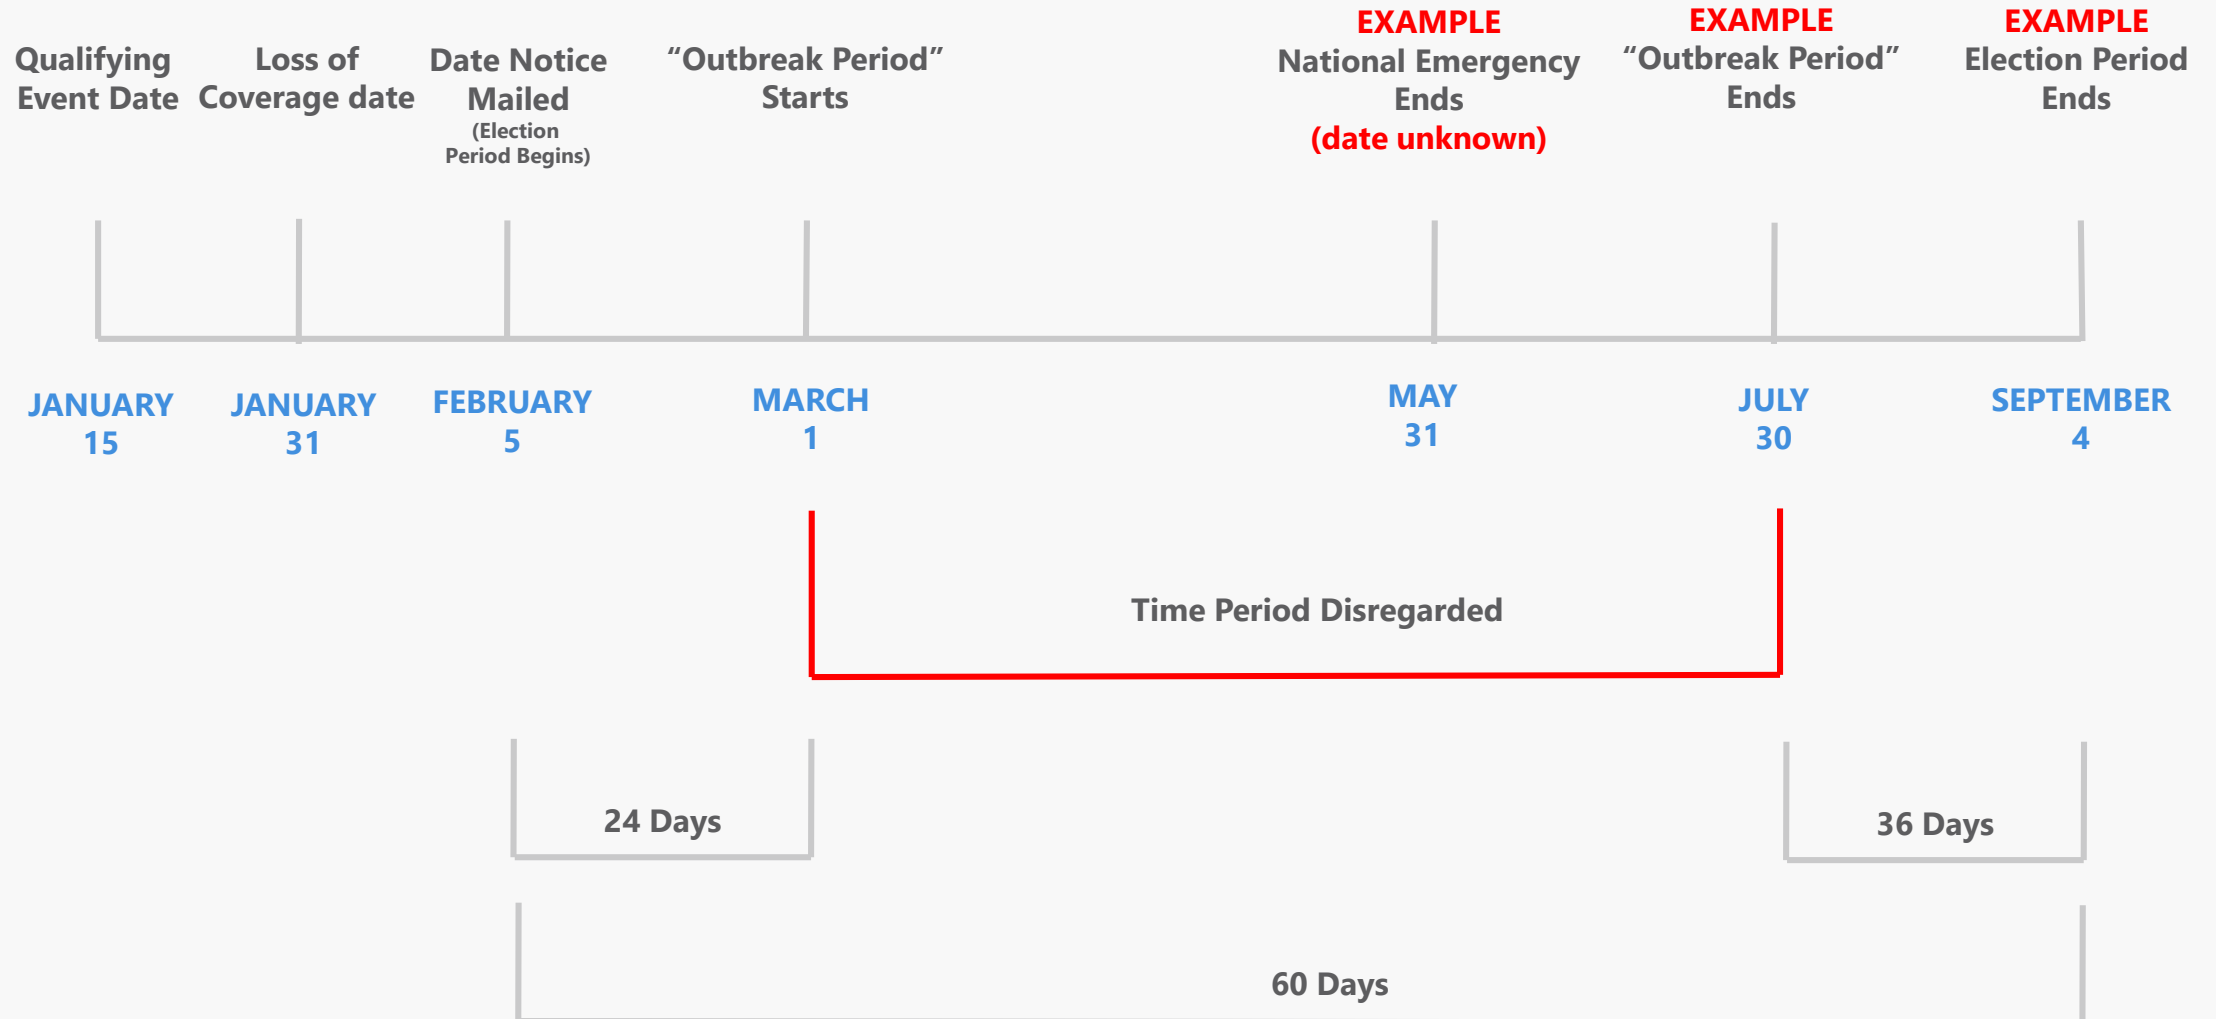 Qualifying
Event Date
Loss of
Coverage date
Date Notice
Mailed
(Election
Period Begins)
“Outbreak Period”
Starts
EXAMPLE
National Emergency
Ends
(date unknown)
EXAMPLE
“Outbreak Period”
Ends
EXAMPLE
Election Period
Ends
JANUARY
15
JANUARY
31
FEBRUARY
5
MARCH
1
MAY
31
JULY
30
SEPTEMBER
4
Time Period Disregarded
24 Days
36 Days
60 Days